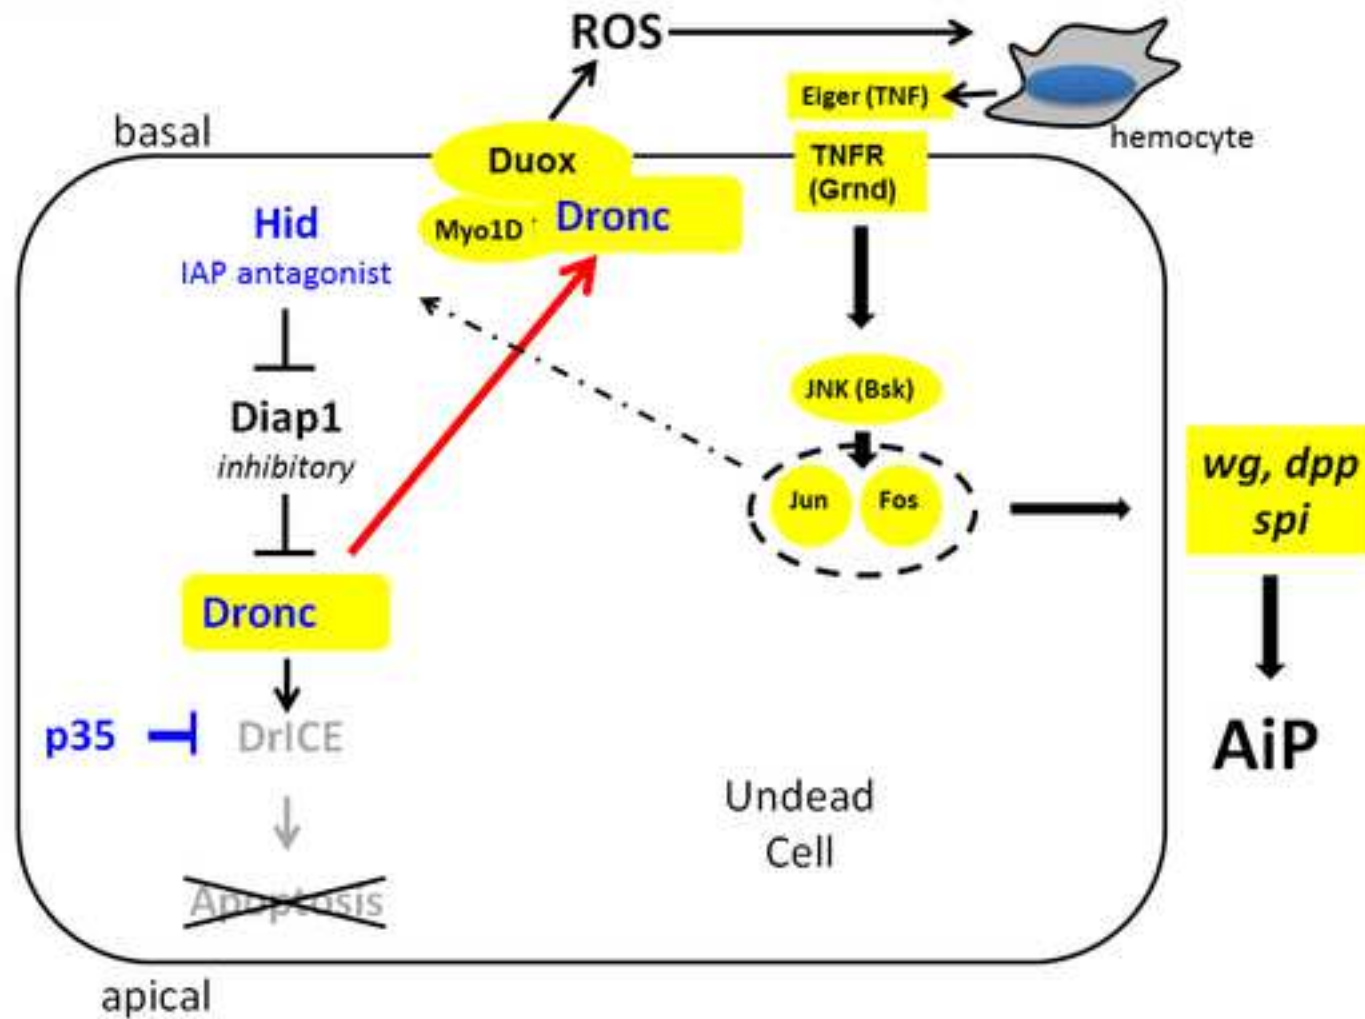 ROS
Eiger (TNF)
hemocyte
basal
Duox
TNFR
(Grnd)
Hid
IAP antagonist
Myo1D
Dronc
Diap1
inhibitory
JNK (Bsk)
Jun
Fos
wg, dpp
spi
Dronc
p35
DrICE
AiP
Undead
Cell
Apoptosis
apical